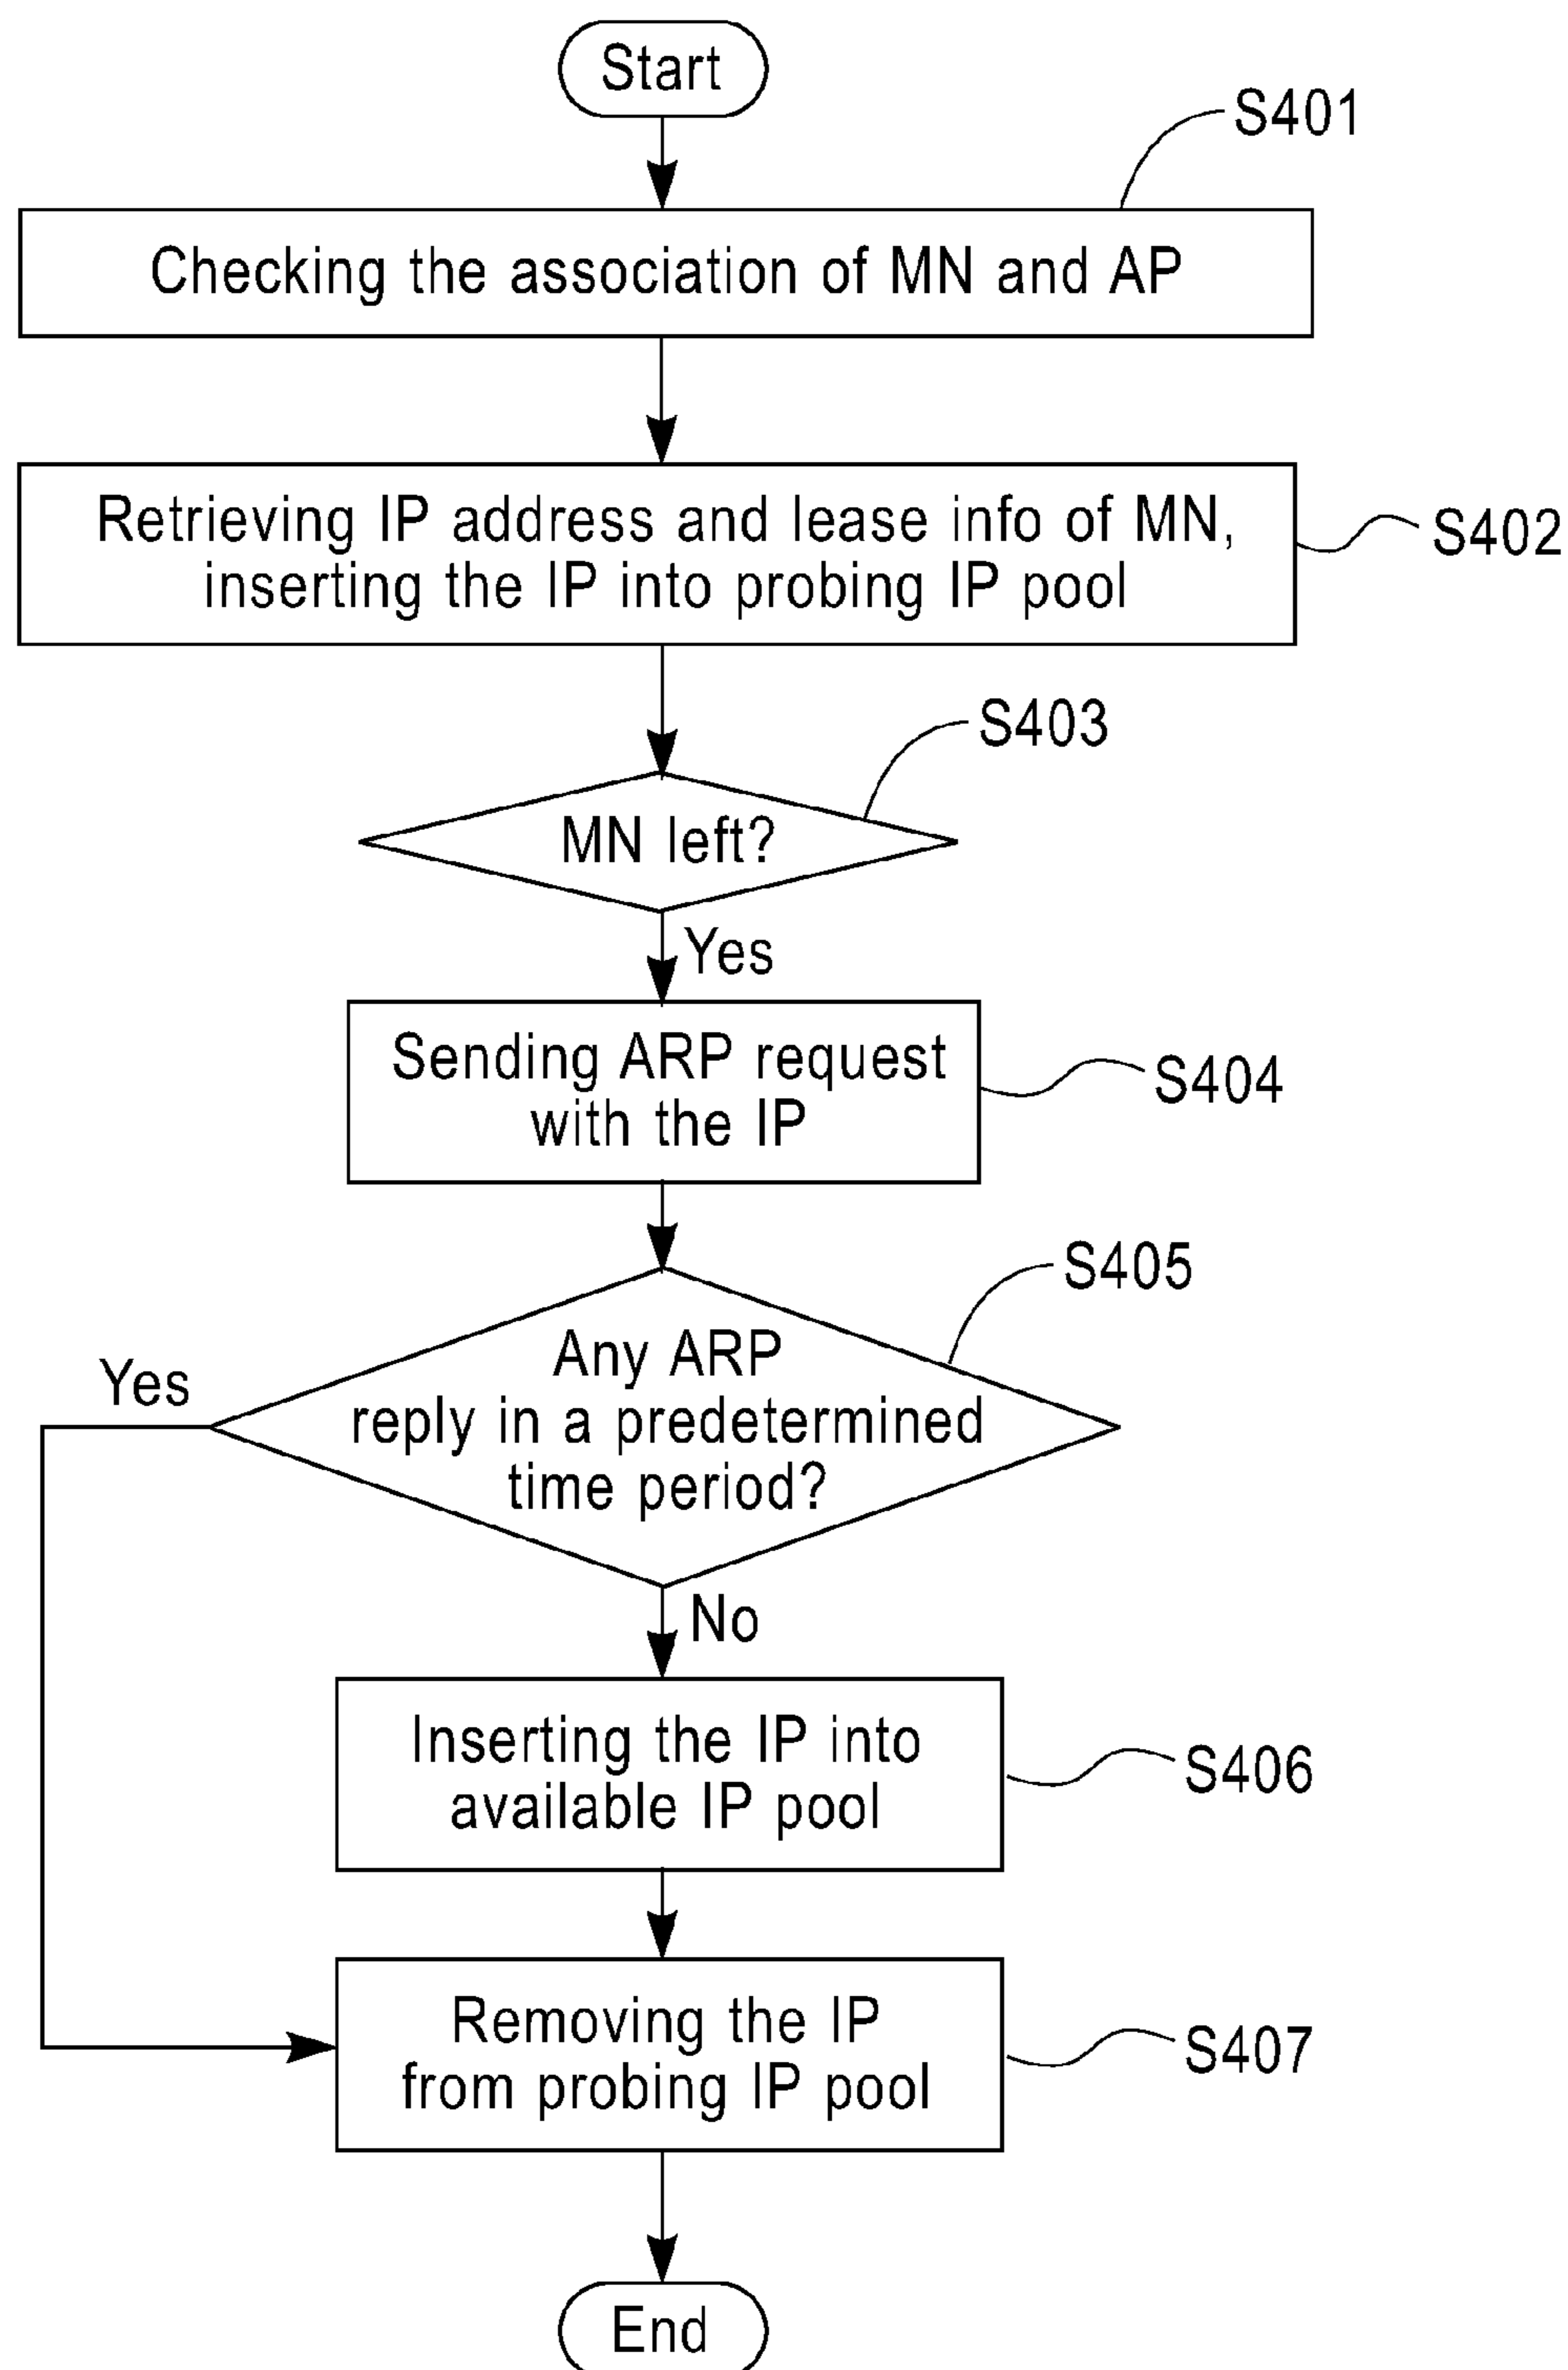 Start
S401
Checking the association of MN and AP
Retrieving IP address and lease info of MN,
inserting the IP into probing IP pool
S402
S403
MN left?
Yes
Sending ARP request
with the IP
S404
S405
Any ARP
reply in a predetermined
time period?
Yes
No
Inserting the IP into
available IP pool
S406
Removing the IP
from probing IP pool
S407
End